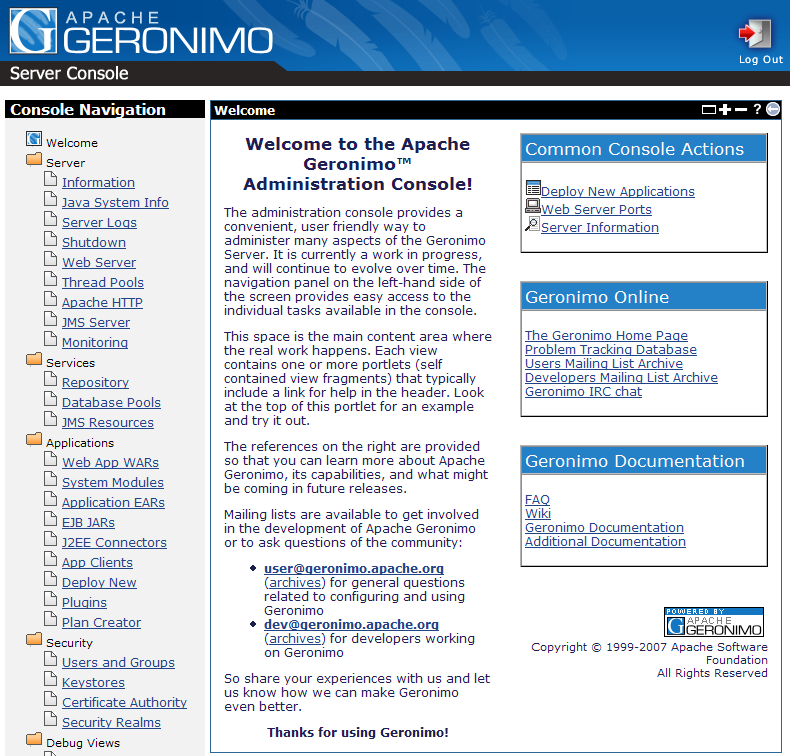 APACHE
GERONIMO
Server Console
Log Out
Console Navigation
Welcome
Server
Information
Java System Info
Server Logs
Shutdown
Web Server
Thread Pools
Apache HTTP
JMS Server
Monitoring
Services
Repository
Database Pools
JMS Resources
Applications
Web App WARs
System Modules
Application EARs
EJB JARs
J2EE Connectors
App Clients
Deploy New
Plugins
Plan Creator
Security
Users and Groups
Keystores
Certificate Authority
Security Realms
Debug Views
Welcome
?
Welcome to the Apache
Geronimo™
Administration Console!
The administration console provides a
convenient, user friendly way to
administer many aspects of the Geronimo
Server. It is currently a work in progress,
and will continue to evolve over time. The
navigation panel on the left-hand side of
the screen provides easy access to the
individual tasks available in the console.
This space is the main content area where
the real work happens. Each view
contains one or more portlets (self
contained view fragments) that typically
include a link for help in the header. Look
at the top of this portlet for an example
and try it out.
The references on the right are provided
so that you can learn more about Apache
Geronimo, its capabilities, and what might
be coming in future releases.
Mailing lists are available to get involved
in the development of Apache Geronimo
or to ask questions of the community:
• user@geronimo.apache.org
(archives) for general questions
related to configuring and using
Geronimo
• dev@geronimo.apache.org
(archives) for developers working
on Geronimo
So share your experiences with us and let
us know how we can make Geronimo
even better.
Thanks for using Geronimo!
Common Console Actions
Deploy New Applications
Web Server Ports
Server Information
Geronimo Online
The Geronimo Home Page
Problem Tracking Database
Users Mailing List Archive
Developers Mailing List Archive
Geronimo IRC chat
Geronimo Documentation
FAQ
Wiki
Geronimo Documentation
Additional Documentation
POWERED BY
APACHE
GERONIMO
Copyright © 1999-2007 Apache Software
Foundation
All Rights Reserved